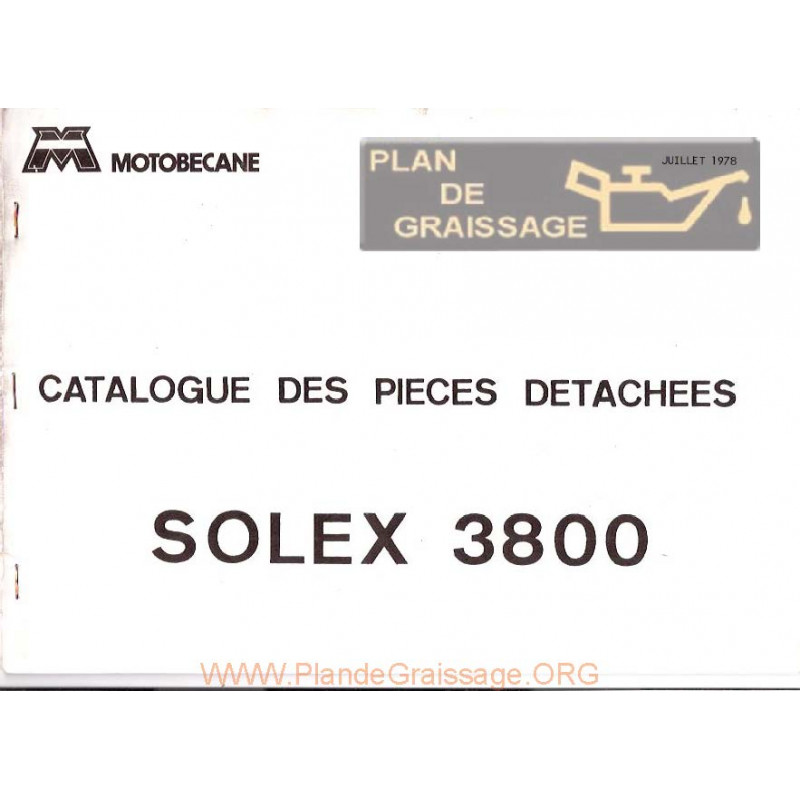 MOTOBECANE
PLAN
DE
GRAISSAGE
JUILLET 1978
CATALOGUE DES PIECES DETACHEES
SOLEX 3800
www.PlandeGraissage.ORG